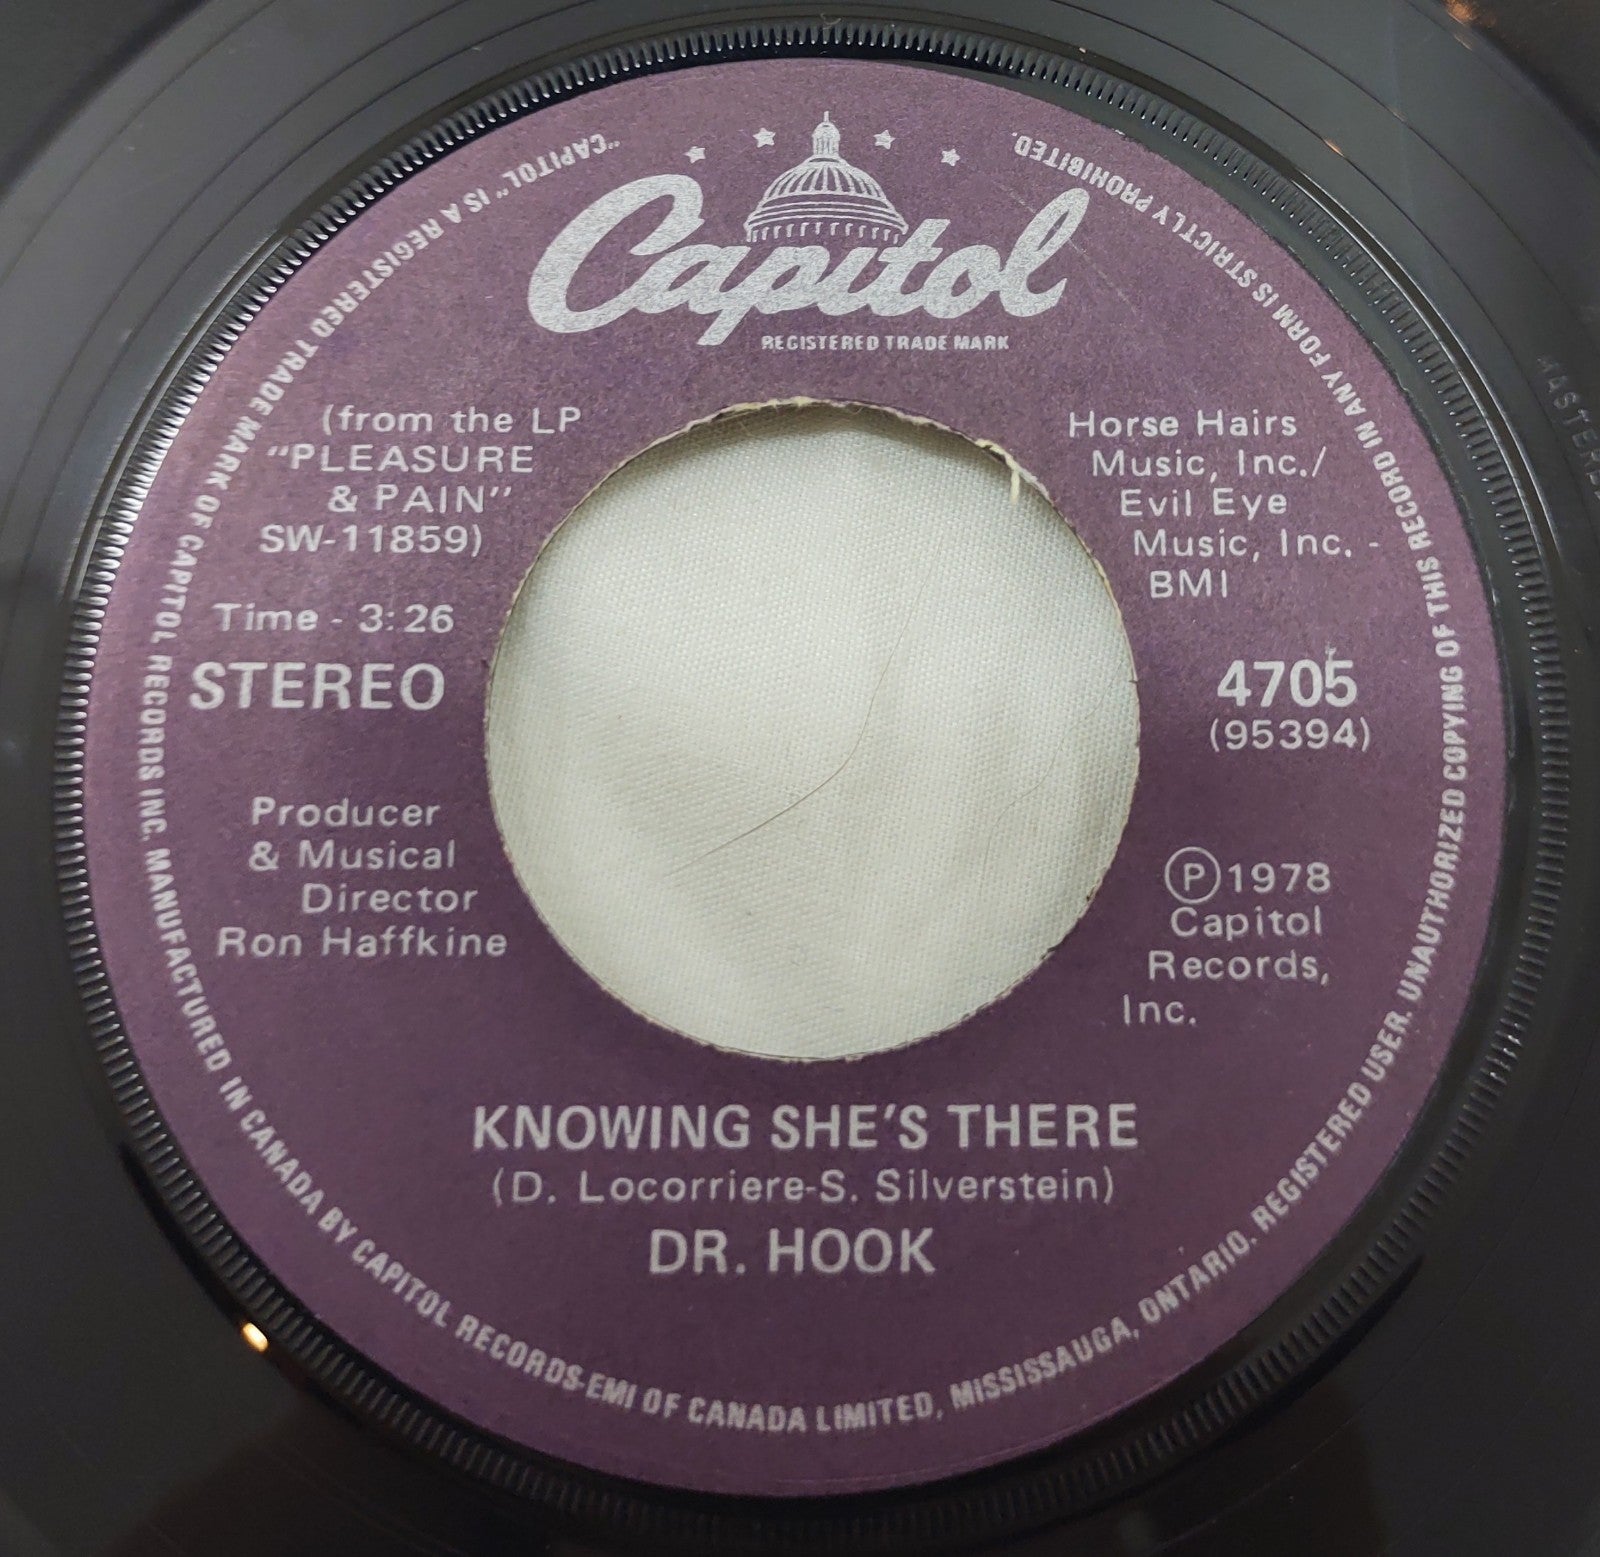 Capitol
REGISTERED TRADE MARK
(from the LP
"PLEASURE
& PAIN"
SW-11859)
Time - 3:26
STEREO
Producer
& Musical
Director
Ron Haffkine
Horse Hairs
Music, Inc./
Evil Eye
Music, Inc. -
BMI
4705
(95394)
Ⓟ1978
Capitol
Records,
Inc.
KNOWING SHE'S THERE
(D. Locorriere-S. Silverstein)
DR. HOOK
"CAPITOL" IS A REGISTERED TRADE MARK OF CAPITOL RECORDS INC. MANUFACTURED IN CANADA BY CAPITOL RECORDS-EMI OF CANADA LIMITED, MISSISSAUGA, ONTARIO. REGISTERED USER. UNAUTHORIZED COPYING OF THIS RECORD IN ANY FORM IS STRICTLY PROHIBITED.